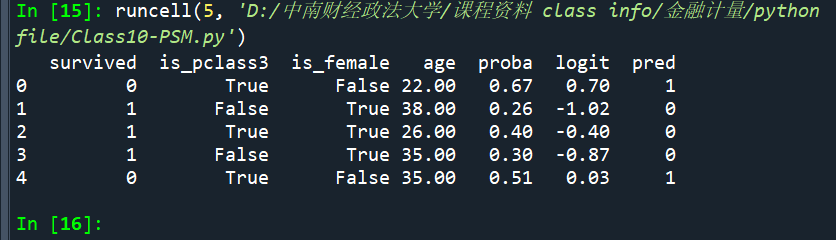 In [15]: runcell(5, 'D:/中南财经政法大学/课程资料 class info/金融计量/python
file/Class10-PSM.py')
   survived  is_pclass3  is_female   age  proba  logit  pred
0         0        True      False 22.00   0.67   0.70     1
1         1       False       True 38.00   0.26  -1.02     0
2         1        True       True 26.00   0.40  -0.40     0
3         1       False       True 35.00   0.30  -0.87     0
4         0        True      False 35.00   0.51   0.03     1
In [16]: